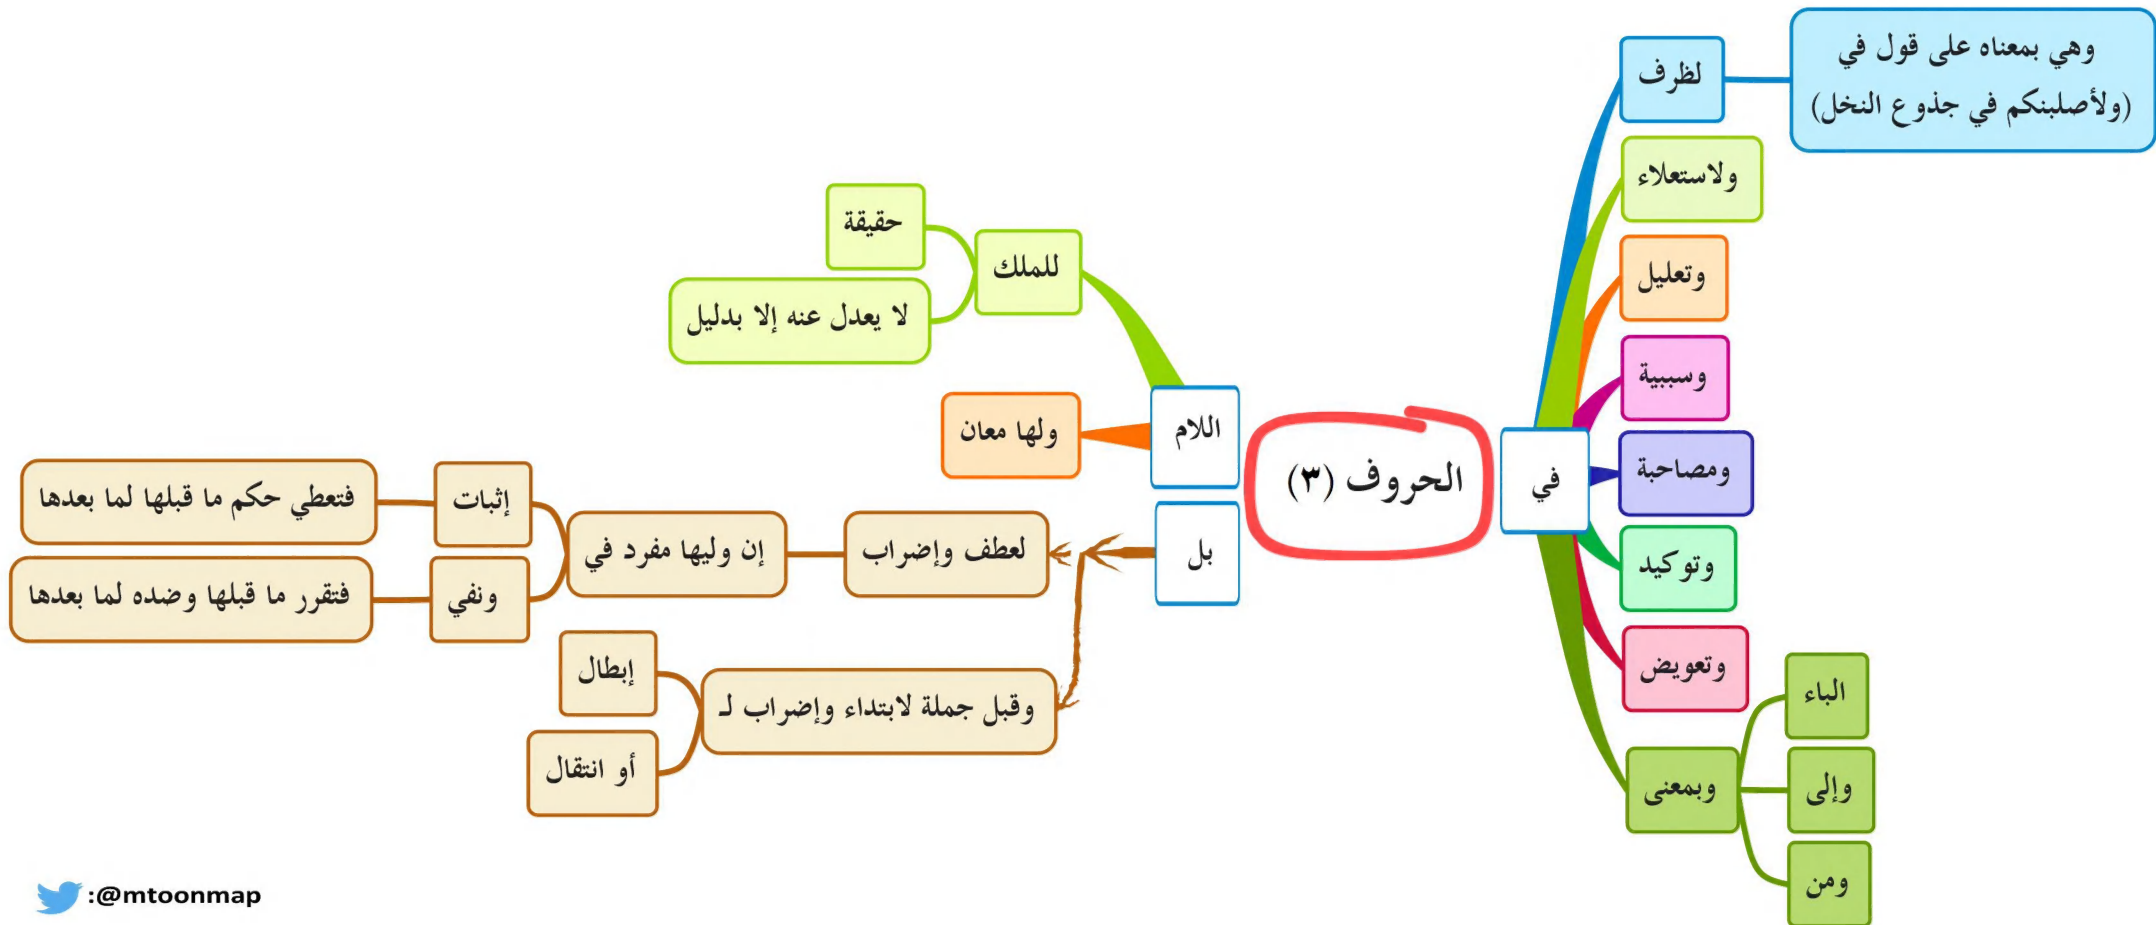 الحروف (٣)
في
لظرف
وهي بمعناه على قول في
(ولأصلبنكم في جذوع النخل)
ولاستعلاء
وتعليل
وسببية
ومصاحبة
وتوكيد
وتعويض
وبمعنى
الباء
وإلى
ومن
اللام
للملك
حقيقة
لا يعدل عنه إلا بدليل
ولها معان
بل
لعطف وإضراب
إن وليها مفرد في
إثبات
فتعطي حكم ما قبلها لما بعدها
ونفي
فتقرر ما قبلها وضده لما بعدها
وقبل جملة لابتداء وإضراب لـ
إبطال
أو انتقال
:@mtoonmap